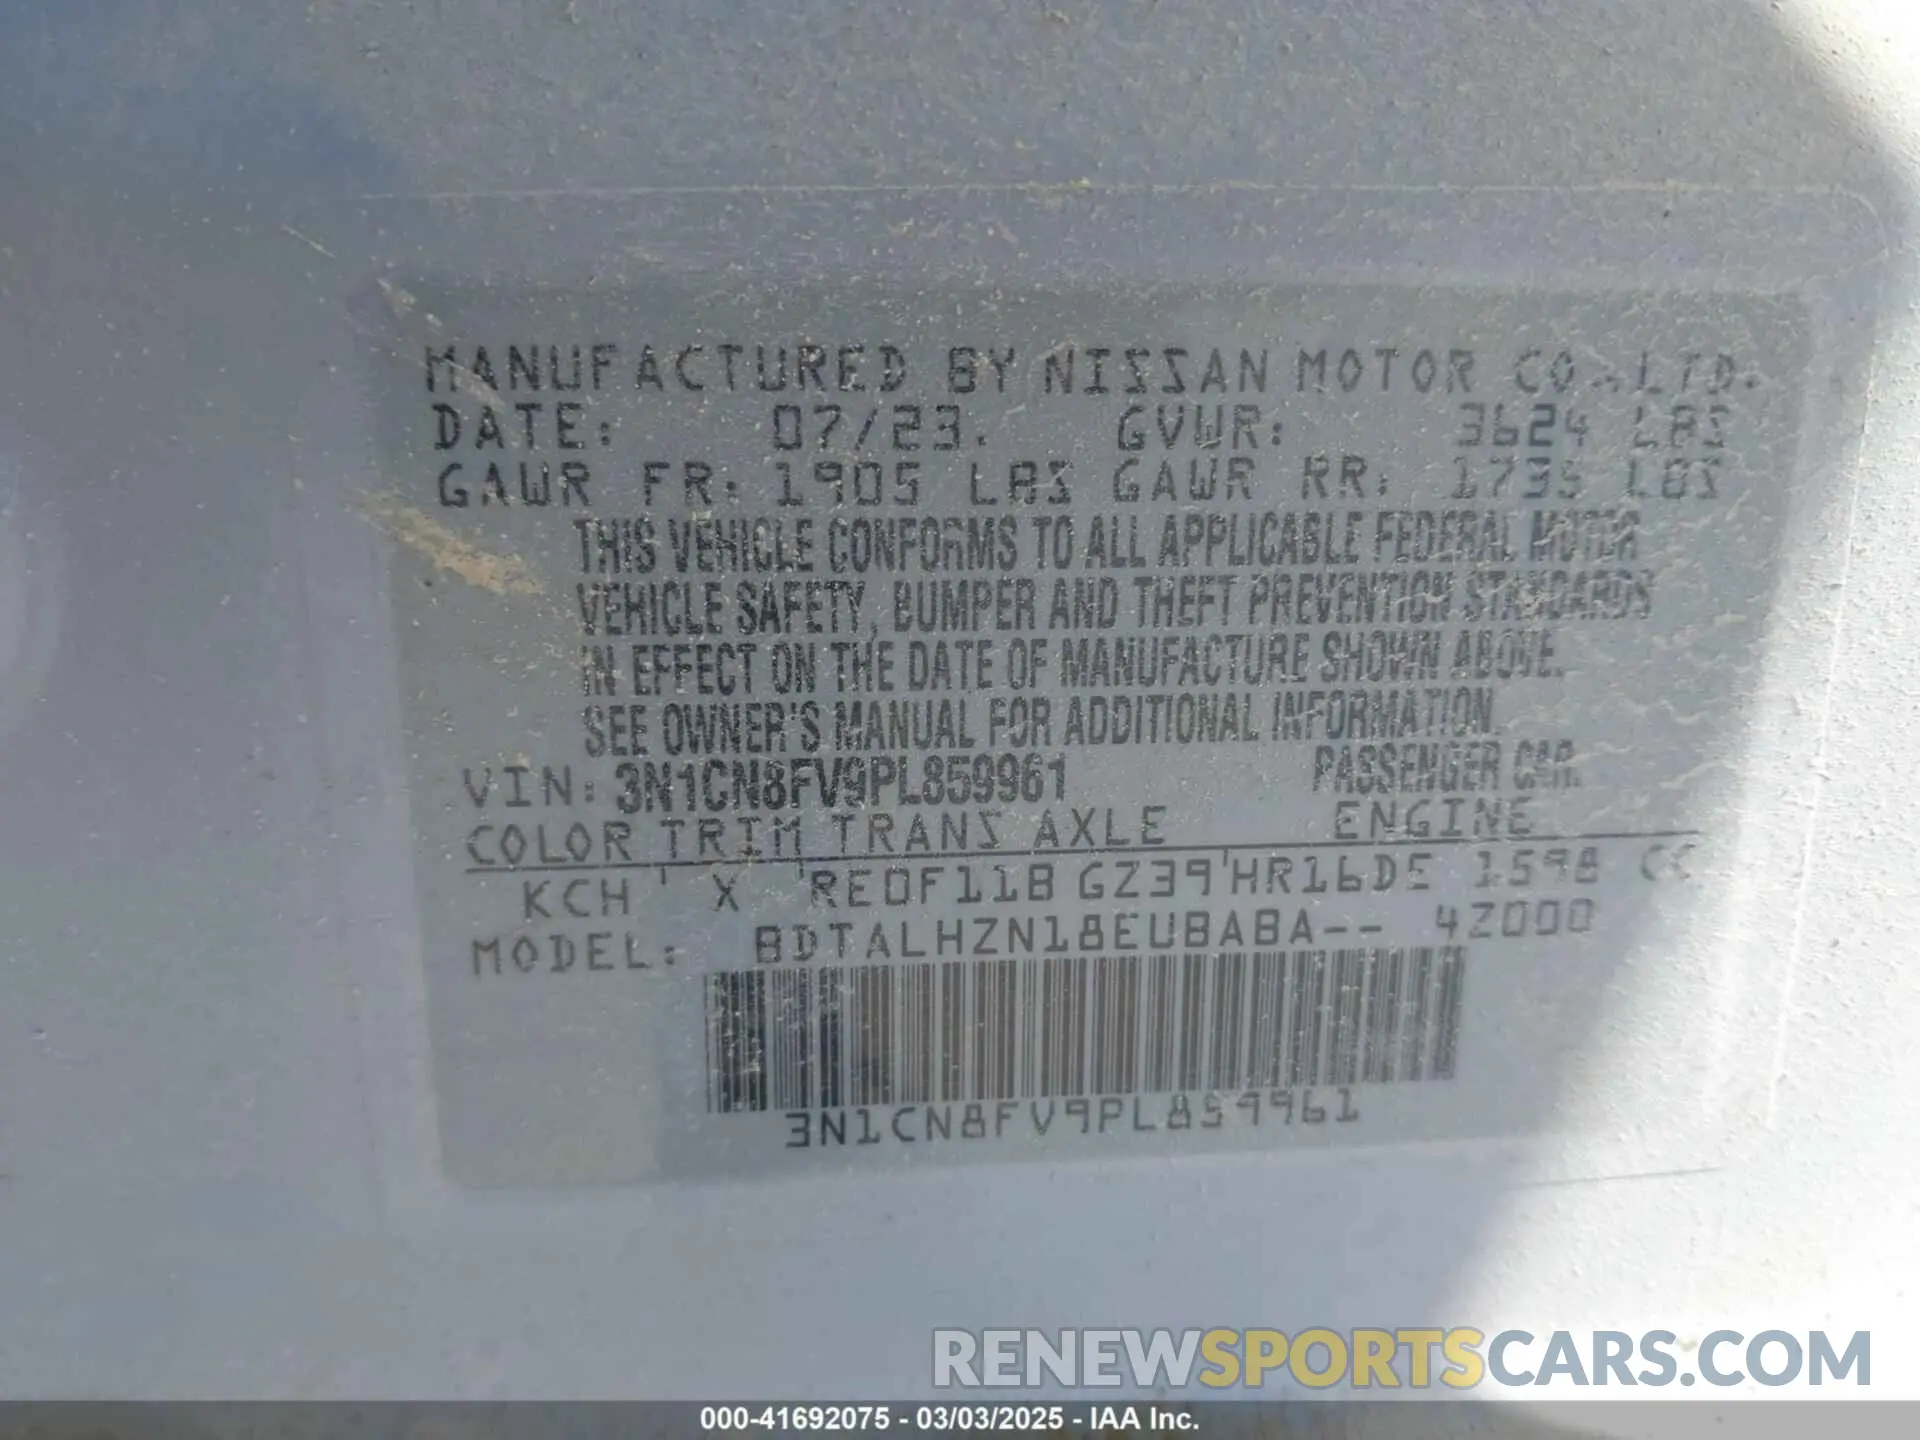 MANUFACTURED BY NISSAN MOTOR CO.,LTD.
DATE: 07/23. GVWR: 3624 LBS
GAWR FR: 1905 LBS GAWR RR: 1735 LBS
THIS VEHICLE CONFORMS TO ALL APPLICABLE FEDERAL MOTOR
VEHICLE SAFETY, BUMPER AND THEFT PREVENTION STANDARDS
IN EFFECT ON THE DATE OF MANUFACTURE SHOWN ABOVE.
SEE OWNER'S MANUAL FOR ADDITIONAL INFORMATION.
VIN: 3N1CN8FV9PL859961 PASSENGER CAR.
COLOR TRIM TRANS AXLE ENGINE
KCH X RE0F11B GZ39 HR16DE 1598 CC
MODEL: BDTALHZN18EUBABA-- 4Z000
3N1CN8FV9PL859961
RENEWSPORTSCARS.COM
000-41692075 - 03/03/2025 - IAA Inc.